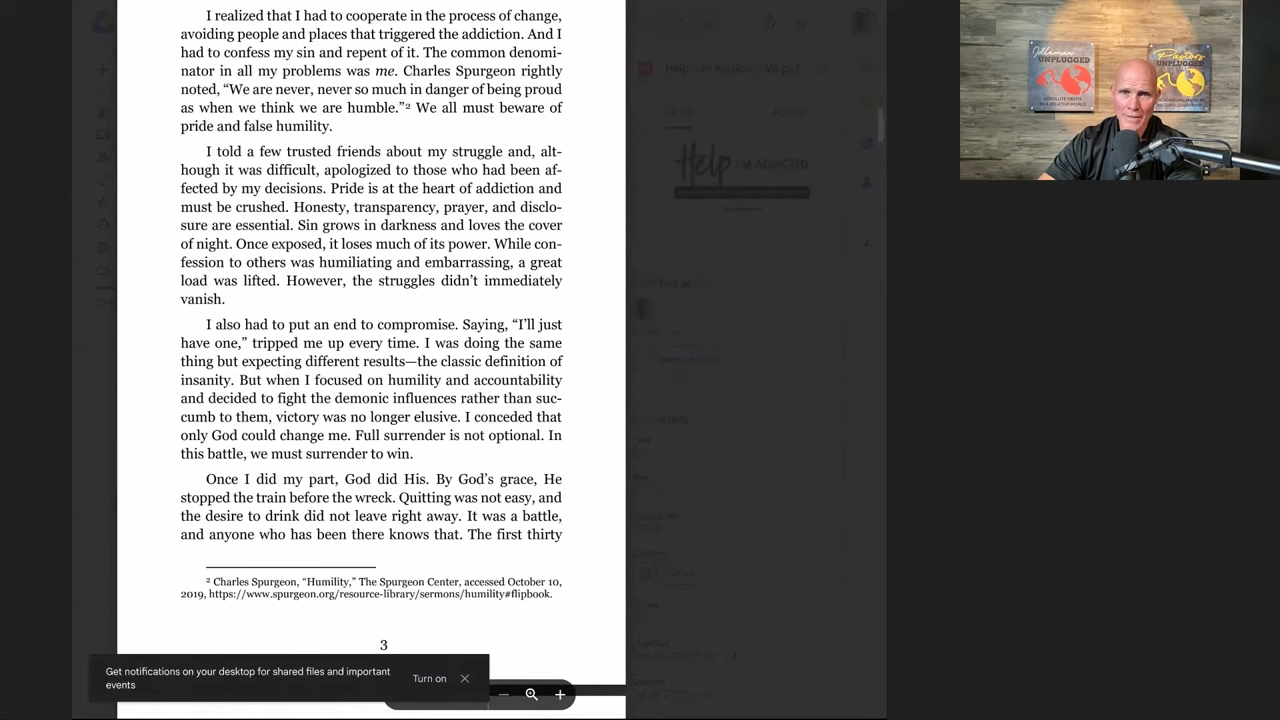 I realized that I had to cooperate in the process of change,
avoiding people and places that triggered the addiction. And I
had to confess my sin and repent of it. The common denomi-
nator in all my problems was me. Charles Spurgeon rightly
noted, “We are never, never so much in danger of being proud
as when we think we are humble.”² We all must beware of
pride and false humility.
I told a few trusted friends about my struggle and, alt-
hough it was difficult, apologized to those who had been af-
fected by my decisions. Pride is at the heart of addiction and
must be crushed. Honesty, transparency, prayer, and disclo-
sure are essential. Sin grows in darkness and loves the cover
of night. Once exposed, it loses much of its power. While con-
fession to others was humiliating and embarrassing, a great
load was lifted. However, the struggles didn’t immediately
vanish.
I also had to put an end to compromise. Saying, “I’ll just
have one,” tripped me up every time. I was doing the same
thing but expecting different results—the classic definition of
insanity. But when I focused on humility and accountability
and decided to fight the demonic influences rather than suc-
cumb to them, victory was no longer elusive. I conceded that
only God could change me. Full surrender is not optional. In
this battle, we must surrender to win.
Once I did my part, God did His. By God’s grace, He
stopped the train before the wreck. Quitting was not easy, and
the desire to drink did not leave right away. It was a battle,
and anyone who has been there knows that. The first thirty
² Charles Spurgeon, “Humility,” The Spurgeon Center, accessed October 10,
2019, https://www.spurgeon.org/resource-library/sermons/humility#flipbook.
3
Get notifications on your desktop for shared files and important
events
Turn on
Help
Help I'M ADDICTED
Idleman
UNPLUGGED
ABSOLUTE TRUTH
IN A RELATIVE WORLD
Pastors
UNPLUGGED